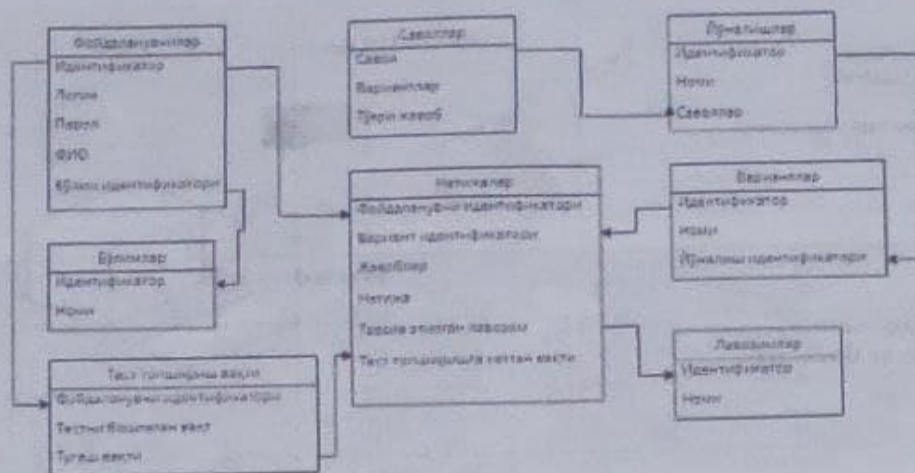 Фойдаланувчилар
Идентификатор
Логин
Парол
ФИО
Бўлим идентификатори
Саволлар
Савол
Вариантлар
Тўғри жавоб
Йўналишлар
Идентификатор
Номи
Саволлар
Бўлимлар
Идентификатор
Номи
Натижалар
Фойдаланувчи идентификатори
Вариант идентификатори
Жавоблар
Натижа
Тавсия этилган лавозим
Тест топширишга кетган вақти
Вариантлар
Идентификатор
Номи
Йўналиш идентификатори
Тест топшириш вақти
Фойдаланувчи идентификатори
Тестни бошлаган вақт
Тугаш вақти
Лавозимлар
Идентификатор
Номи